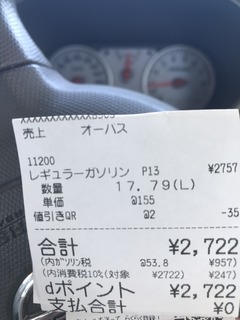 売上 オーハス
11200
レギュラーガソリン P13 ¥2757
数量 17.79(L)
単価 @155
値引きQR @2 -35
合計 ¥2,722
(内ガソリン税 @53.8 ¥957)
(内消費税10%(対象 ¥2722) ¥247)
dポイント ¥2,722
支払合計 ¥0